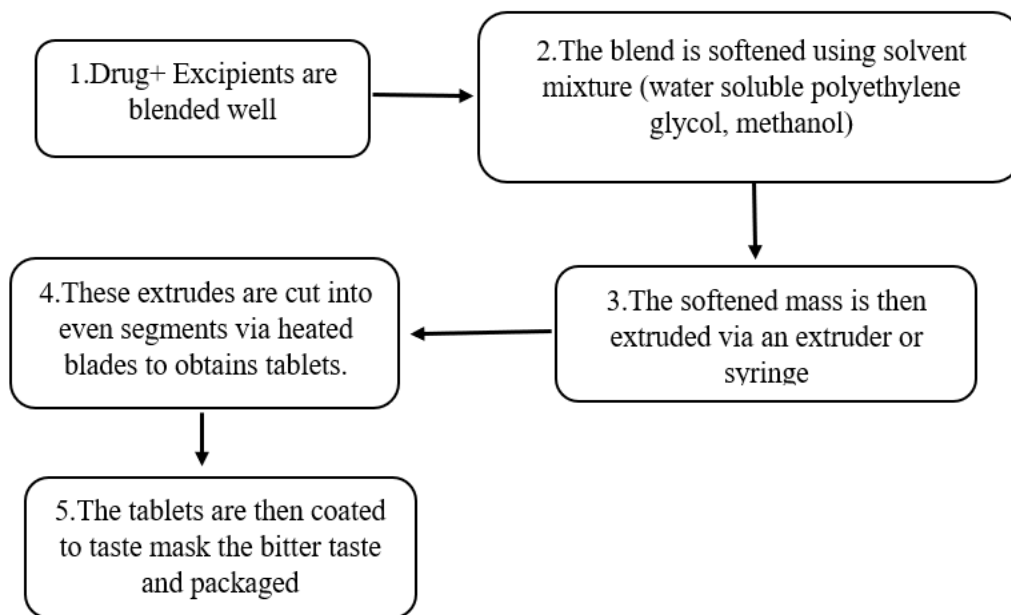 1.Drug+ Excipients are
blended well
2.The blend is softened using solvent
mixture (water soluble polyethylene
glycol, methanol)
3.The softened mass is then
extruded via an extruder or
syringe
4.These extrudes are cut into
even segments via heated
blades to obtains tablets.
5.The tablets are then coated
to taste mask the bitter taste
and packaged